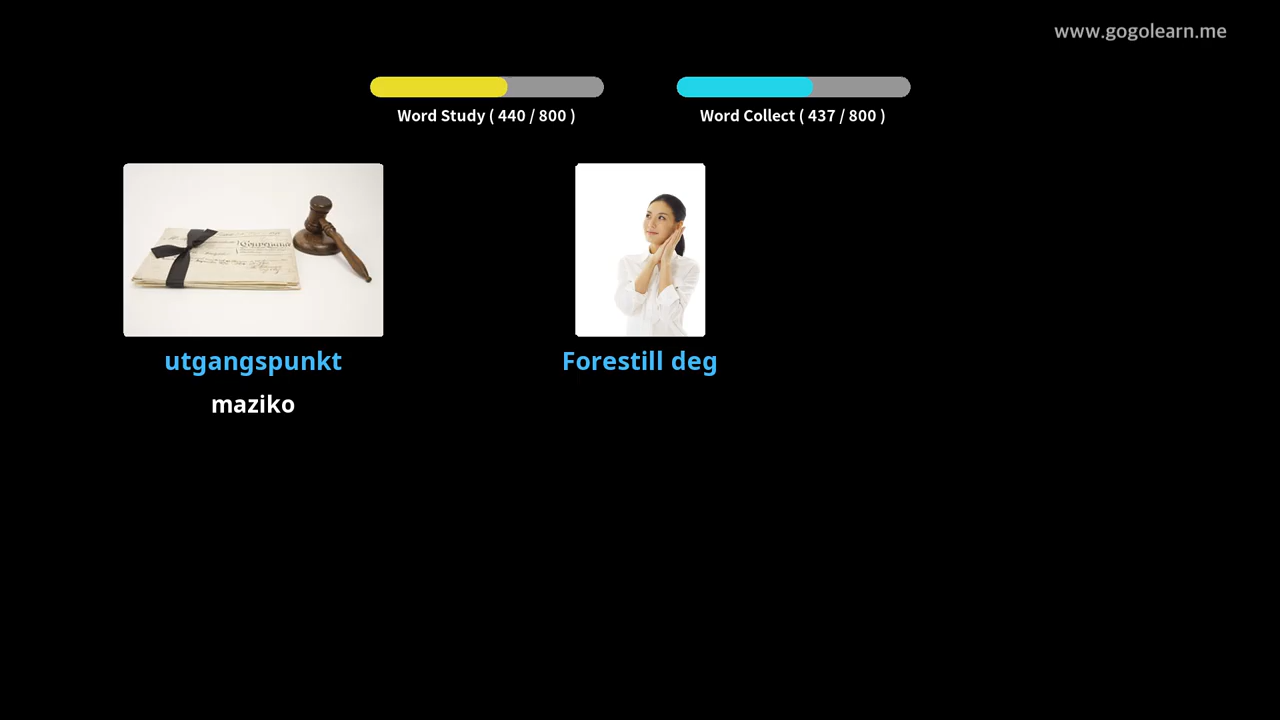 www.gogolearn.me
Word Study ( 440 / 800 )
Word Collect ( 437 / 800 )
utgangspunkt
Forestill deg
maziko